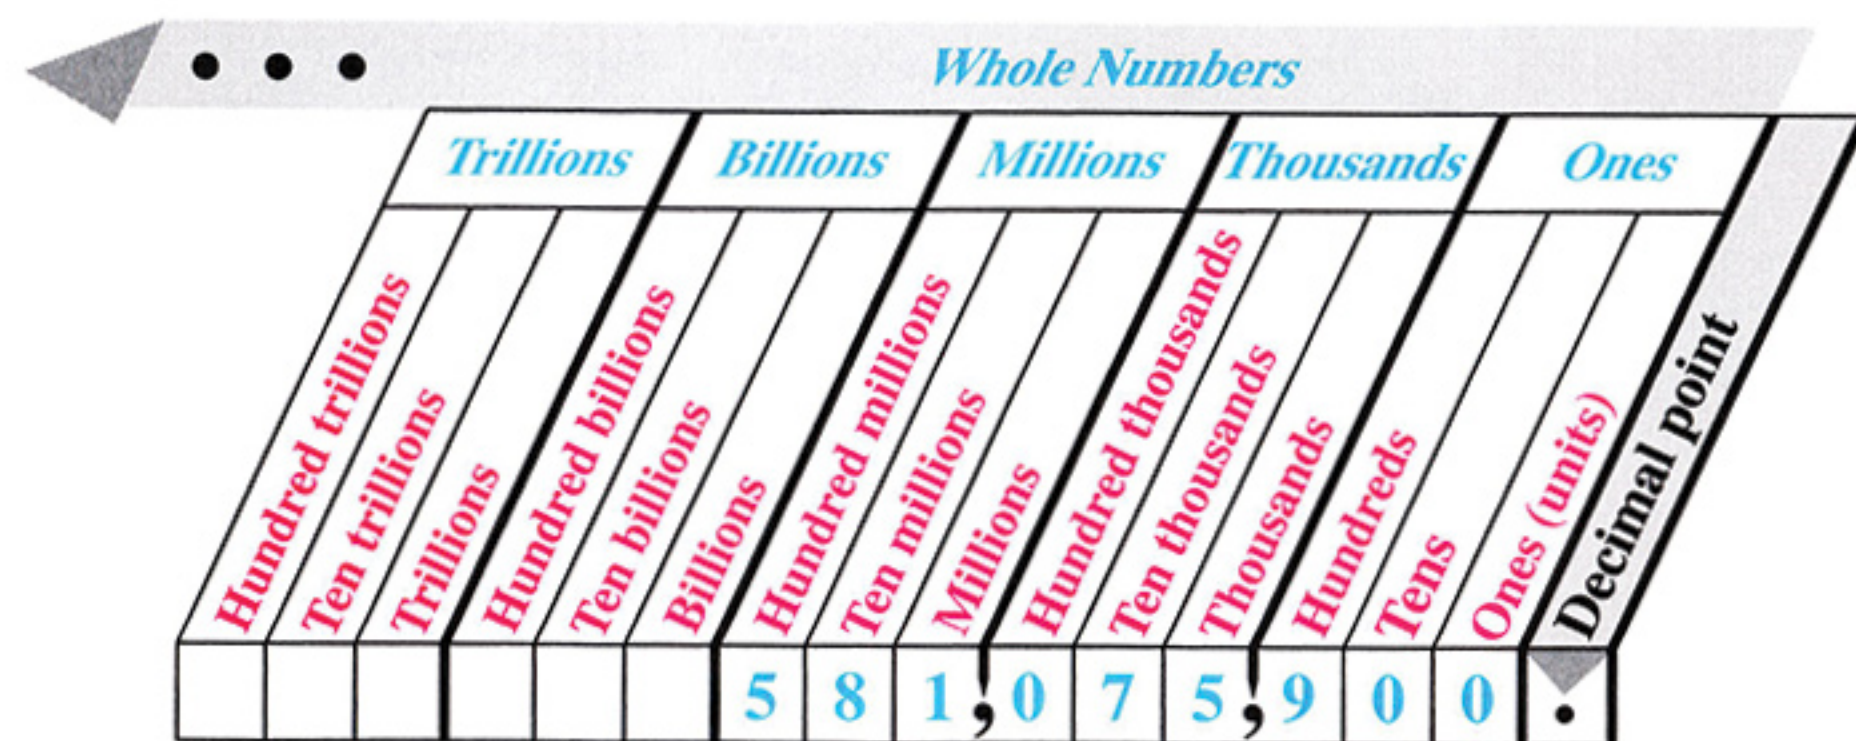 Whole Numbers
Trillions Billions Millions Thousands Ones
Hundred trillions
Ten trillions
Trillions
Hundred billions
Ten billions
Billions
Hundred millions
Ten millions
Millions
Hundred thousands
Ten thousands
Thousands
Hundreds
Tens
Ones (units)
Decimal point
5 8 1 , 0 7 5 , 9 0 0 .